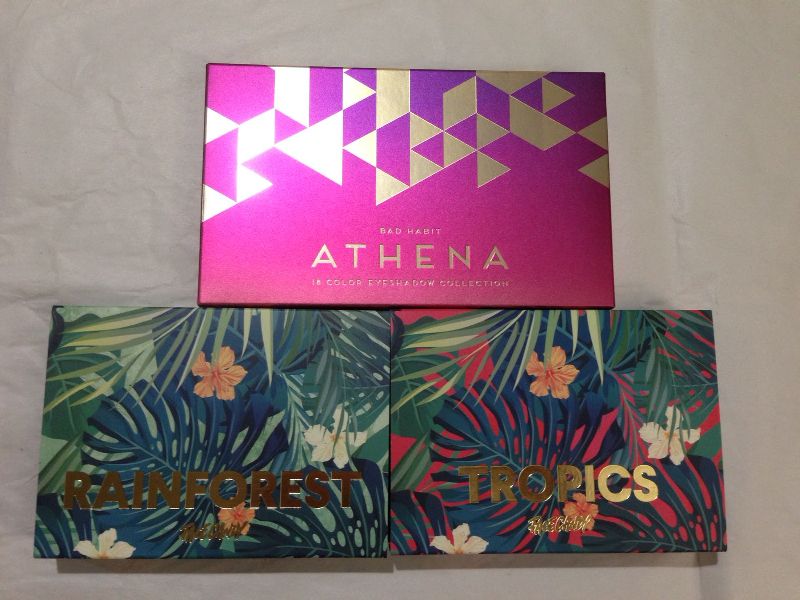 BAD HABIT
ATHENA
18 COLOR EYESHADOW COLLECTION
RAINFOREST
TROPICS